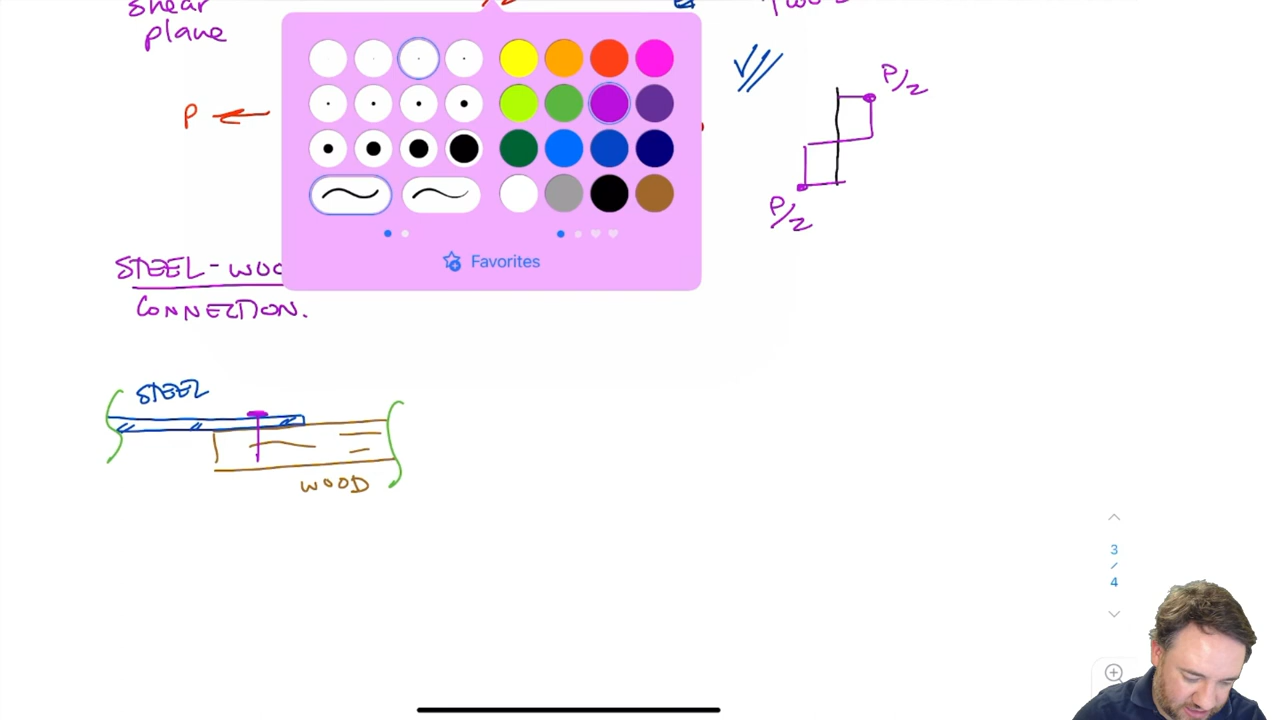 shear
plane
P
P/2
P/2
STEEL-WOO
CONNECTION.
Favorites
STEEL
WOOD
3
/
4